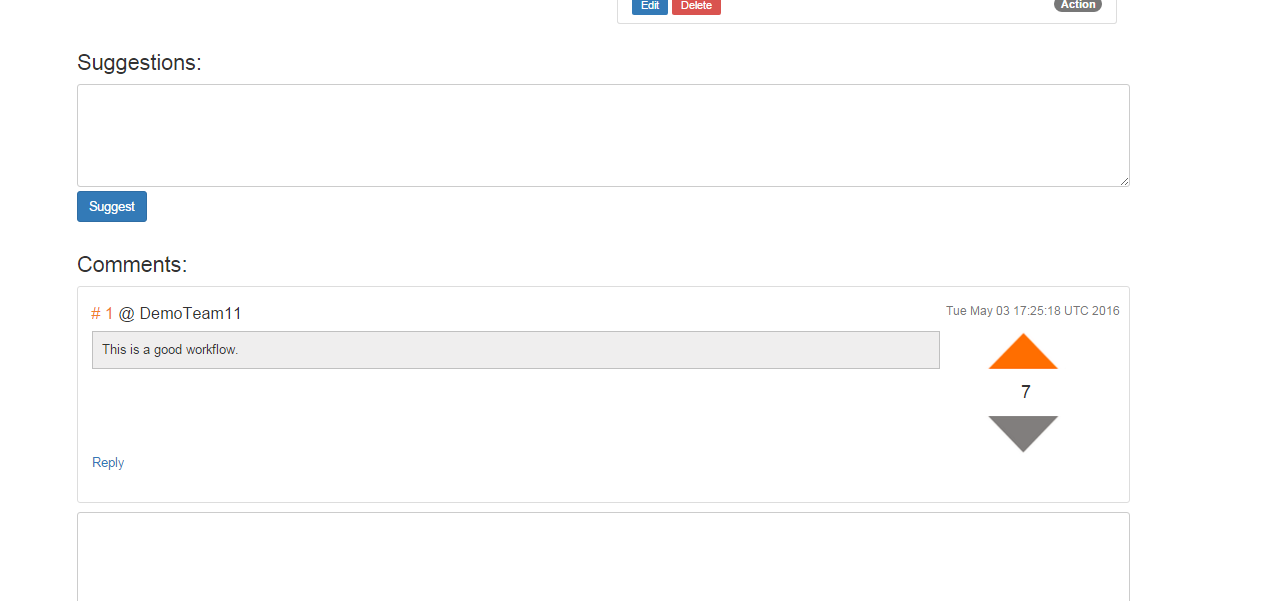 Edit Delete Action
Suggestions:
Suggest
Comments:
# 1 @ DemoTeam11 Tue May 03 17:25:18 UTC 2016
This is a good workflow.
7
Reply